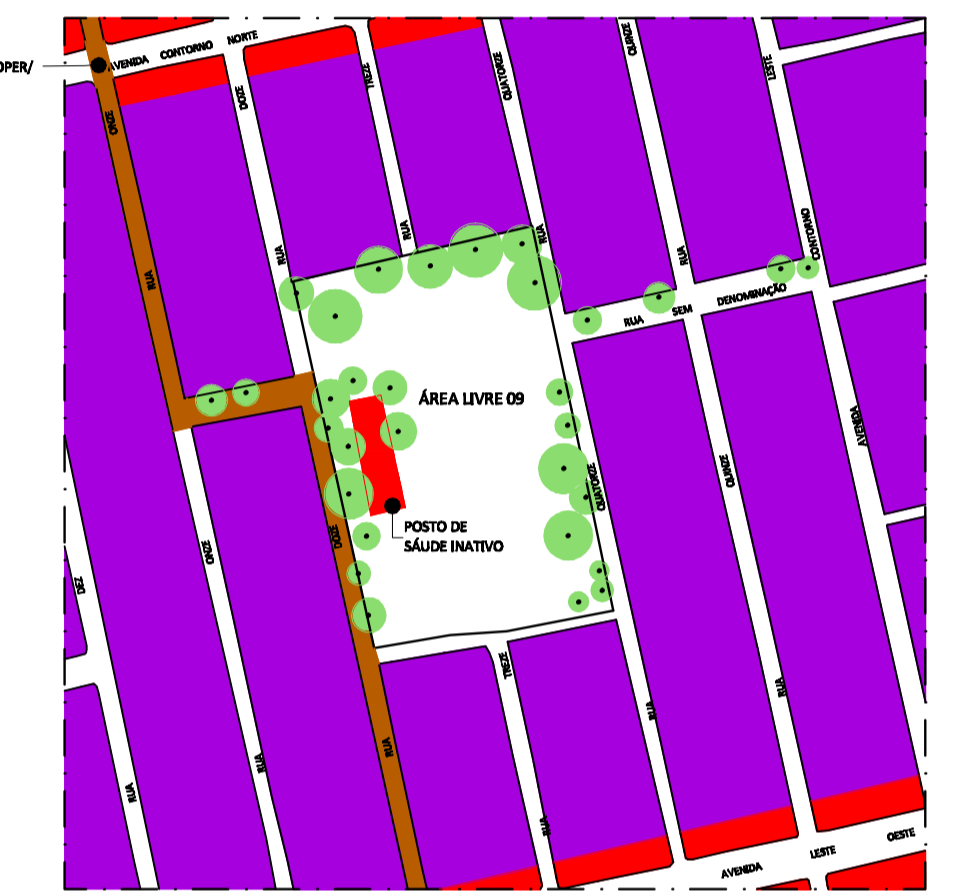 AVENIDA CONTORNO NORTE
OPER/
ONZE
DOZE
TREZE
QUATORZE
QUINZE
LESTE
RUA
RUA
RUA
RUA
RUA
CONTORNO
RUA SEM DENOMINAÇÃO
ÁREA LIVRE 09
AVENIDA
QUINZE
QUATORZE
POSTO DE
SÁUDE INATIVO
DOZE
ONZE
DEZ
TREZE
RUA
RUA
RUA
RUA
RUA
RUA
AVENIDA LESTE OESTE